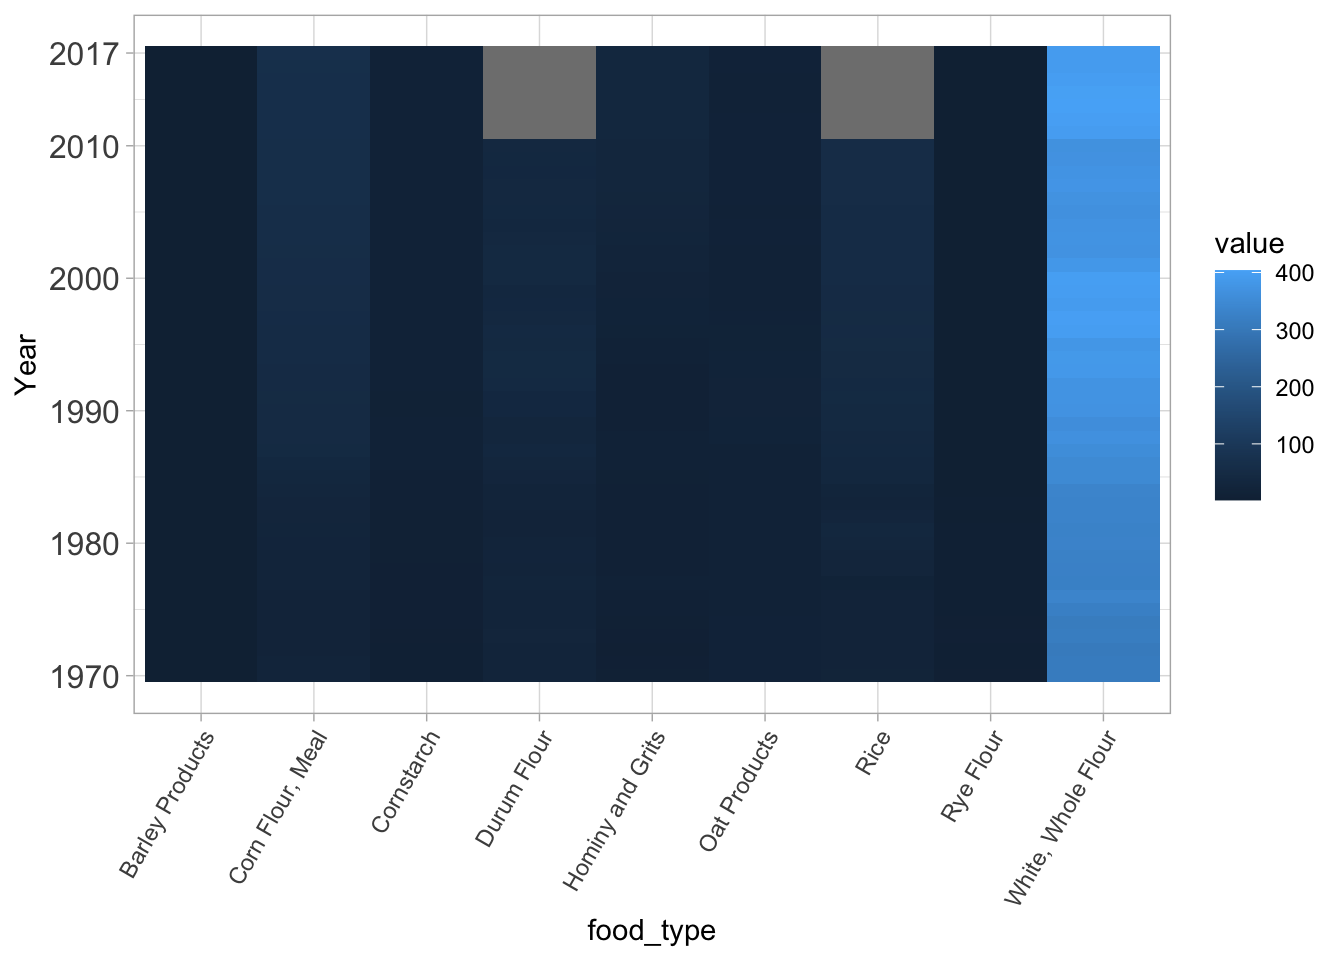 2017
2010
2000
1990
1980
1970
Year
Barley Products
Corn Flour, Meal
Cornstarch
Durum Flour
Hominy and Grits
Oat Products
Rice
Rye Flour
White, Whole Flour
food_type
value
400
300
200
100